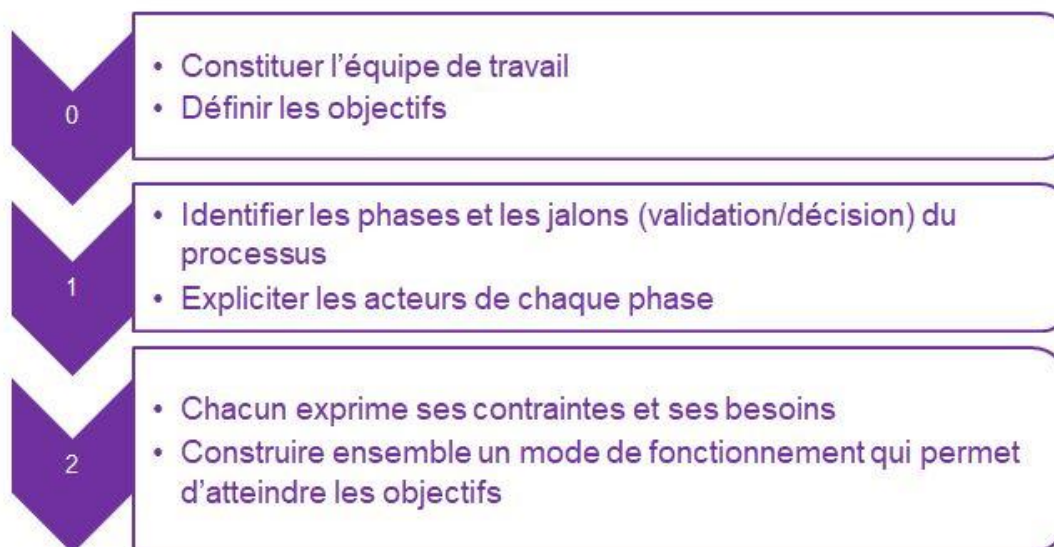 0
• Constituer l'équipe de travail
• Définir les objectifs
1
• Identifier les phases et les jalons (validation/décision) du
processus
• Expliciter les acteurs de chaque phase
2
• Chacun exprime ses contraintes et ses besoins
• Construire ensemble un mode de fonctionnement qui permet
d'atteindre les objectifs